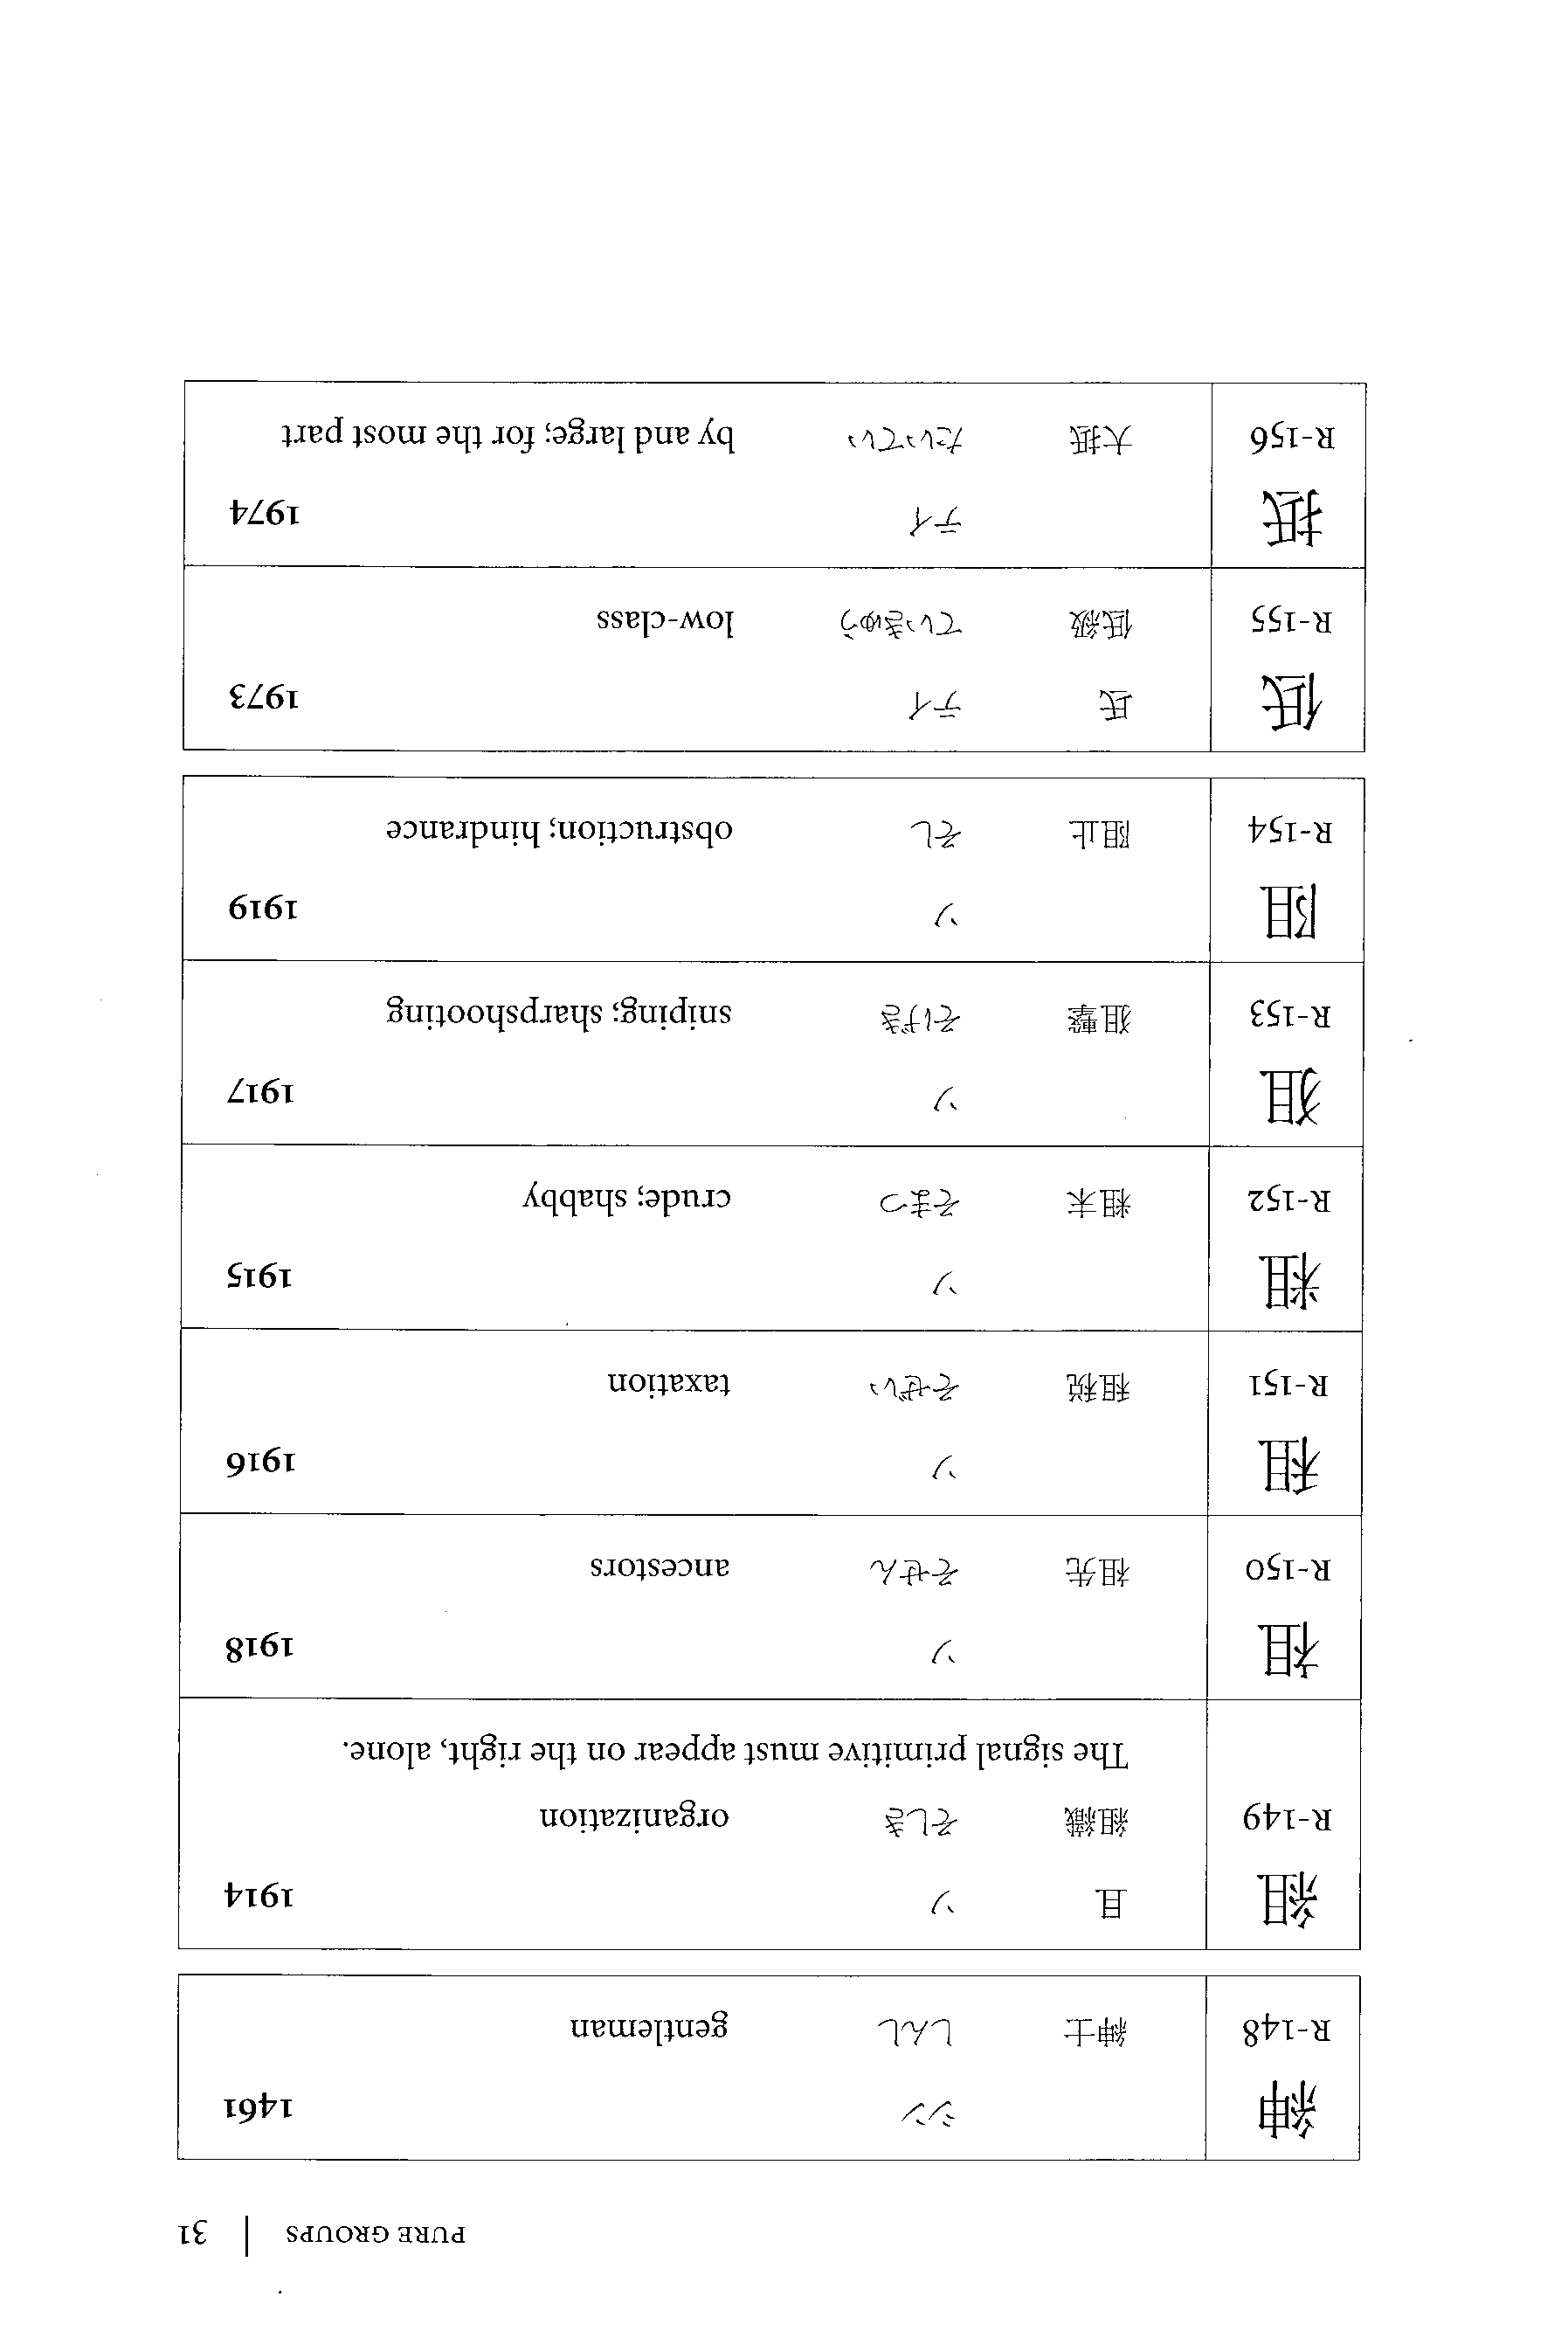 PURE GROUPS | 31
紳 シン 1461
R-148 紳士 しんし gentleman
組 且 ソ 1914
R-149 組織 そしき organization
The signal primitive must appear on the right, alone.
祖 ソ 1918
R-150 祖先 そせん ancestors
租 ソ 1916
R-151 租税 そぜい taxation
粗 ソ 1915
R-152 粗末 そまつ crude; shabby
狙 ソ 1917
R-153 狙撃 そげき sniping; sharpshooting
阻 ソ 1919
R-154 阻止 そし obstruction; hindrance
低 氐 テイ 1973
R-155 低級 ていきゅう low-class
抵 テイ 1974
R-156 大抵 たいてい by and large; for the most part